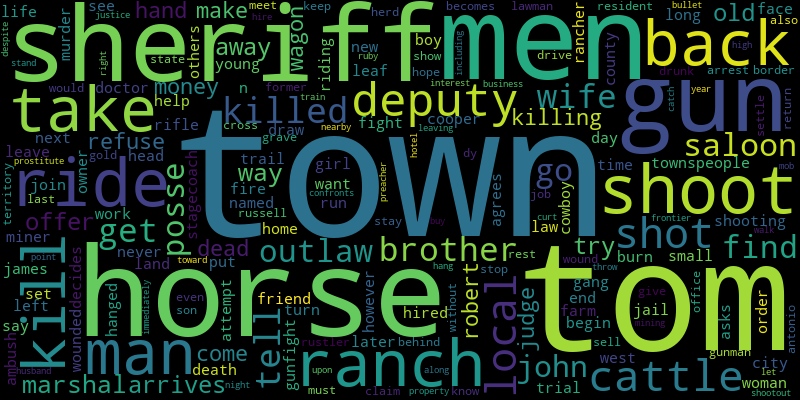 life
despite
stand
justice
right
hand
see
murder
others
sheriff
make
away
state
young
wagon
riding
boy
new
men
becomes
keep
herd
lawman
including
meet
hire
show
hope
drive
resident
business
interest
rancher
county
old
long
back
face
also
drunk
arrest
border
bullet
year
high
take
would
next
refuse
doctor
money
leaf
n
help
rifle
head
killed
draw
cross
grave
ruby
former
train
fight
deputy
cooper
nearby
leaving
wife
killing
day
gun
settle
catch
return
saloon
territory
prostitute
leave
join
last
gold
owner
ride
work
offer
posse
stagecoach
trail
fire
named
russell
home
way
town
girl
want
run
preacher
confronts
stay
hotel
dy
agrees
buy
go
job
law
cowboy
time
townspeople
shoot
shooting
mob
frontier
walk
miner
james
point
set
left
say
never
land
hanged
dead
put
even
son
attempt
outlaw
friend
turn
however
brother
hired
curt
hang
stop
rest
without
robert
local
judge
gang
end
farm
begin
wound
throw
try
burn
shot
small
find
give
jail
office
asks
order
antonio
kill
ambush
husband
wounded
decides
immediately
man
marshal
arrives
come
death
night
toward
horse
tell
gunfight
rustler
later
upon
must
behind
claim
along
property
know
ranch
john
trial
tom
west
sell
mining
cattle
gunman
city
woman
let
shootout